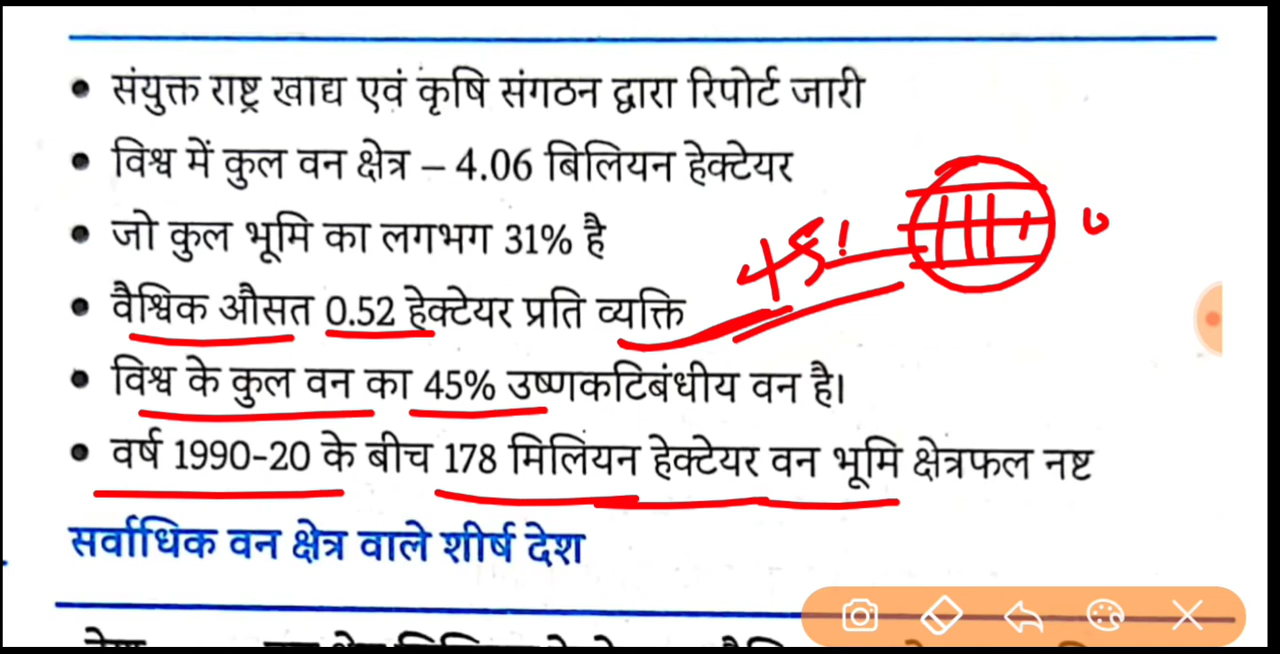 • संयुक्त राष्ट्र खाद्य एवं कृषि संगठन द्वारा रिपोर्ट जारी
• विश्व में कुल वन क्षेत्र – 4.06 बिलियन हेक्टेयर
• जो कुल भूमि का लगभग 31% है
45%
• वैश्विक औसत 0.52 हेक्टेयर प्रति व्यक्ति
• विश्व के कुल वन का 45% उष्णकटिबंधीय वन है।
• वर्ष 1990-20 के बीच 178 मिलियन हेक्टेयर वन भूमि क्षेत्रफल नष्ट
सर्वाधिक वन क्षेत्र वाले शीर्ष देश